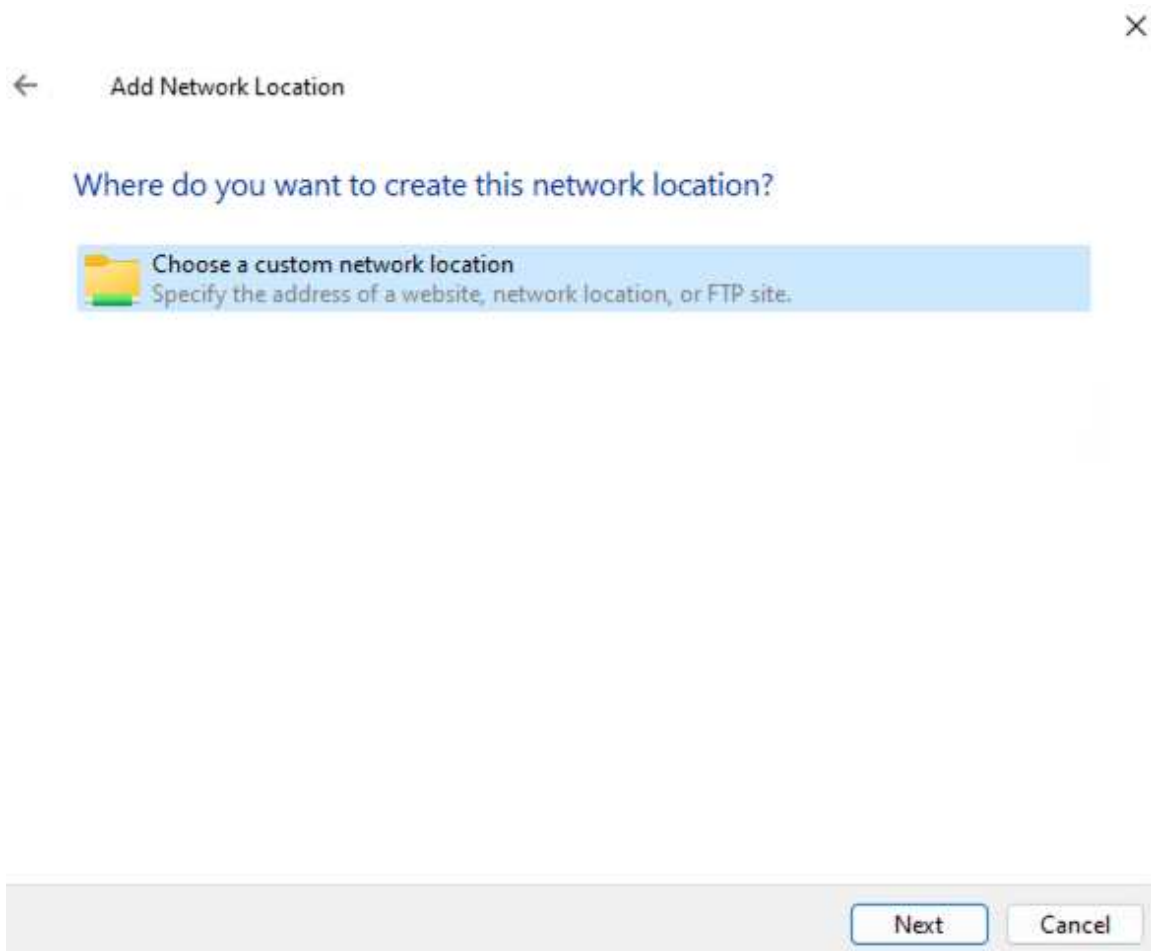 Add Network Location
Where do you want to create this network location?
Choose a custom network location
Specify the address of a website, network location, or FTP site.
Next
Cancel